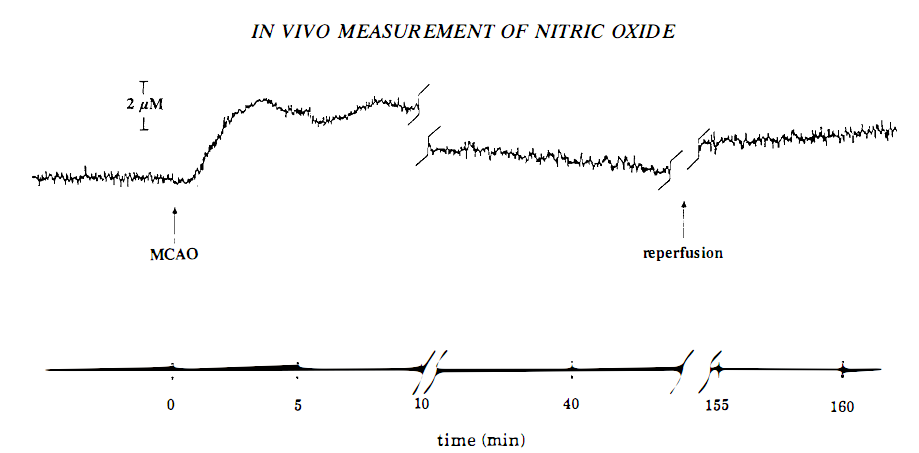 IN VIVO MEASUREMENT OF NITRIC OXIDE
2 μM
MCAO
reperfusion
0 5 10 40 155 160
time (min)